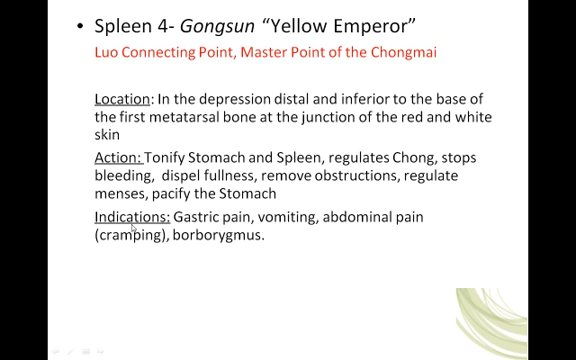 • Spleen 4- Gongsun “Yellow Emperor”
Luo Connecting Point, Master Point of the Chongmai
Location: In the depression distal and inferior to the base of
the first metatarsal bone at the junction of the red and white
skin
Action: Tonify Stomach and Spleen, regulates Chong, stops
bleeding, dispel fullness, remove obstructions, regulate
menses, pacify the Stomach
Indications: Gastric pain, vomiting, abdominal pain
(cramping), borborygmus.